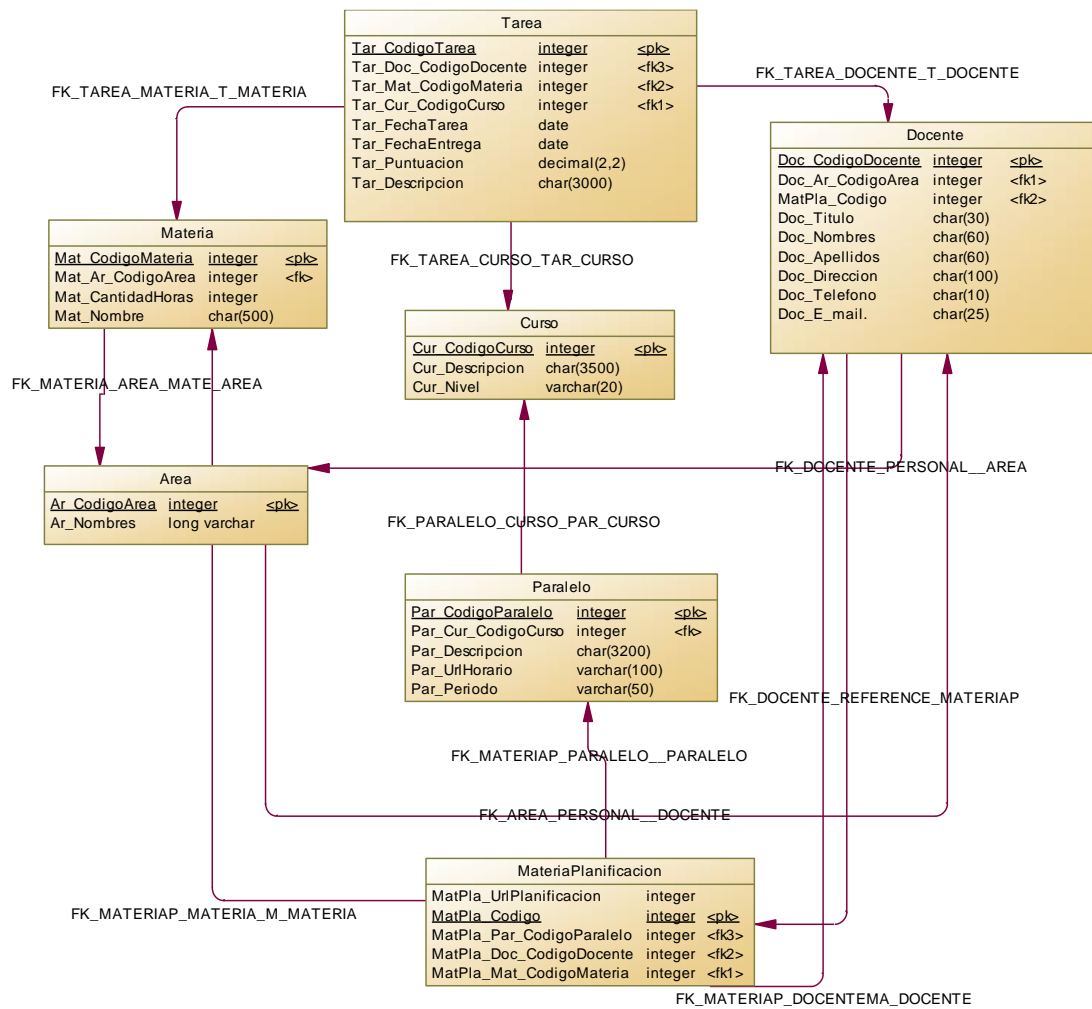 Tarea
Tar_CodigoTarea integer <pk>
Tar_Doc_CodigoDocente integer <fk3>
Tar_Mat_CodigoMateria integer <fk2>
Tar_Cur_CodigoCurso integer <fk1>
Tar_FechaTarea date
Tar_FechaEntrega date
Tar_Puntuacion decimal(2,2)
Tar_Descripcion char(3000)
FK_TAREA_MATERIA_T_MATERIA
FK_TAREA_DOCENTE_T_DOCENTE
Docente
Doc_CodigoDocente integer <pk>
Doc_Ar_CodigoArea integer <fk1>
MatPla_Codigo integer <fk2>
Doc_Titulo char(30)
Doc_Nombres char(60)
Doc_Apellidos char(60)
Doc_Direccion char(100)
Doc_Telefono char(10)
Doc_E_mail. char(25)
Materia
Mat_CodigoMateria integer <pk>
Mat_Ar_CodigoArea integer <fk>
Mat_CantidadHoras integer
Mat_Nombre char(500)
FK_TAREA_CURSO_TAR_CURSO
Curso
Cur_CodigoCurso integer <pk>
Cur_Descripcion char(3500)
Cur_Nivel varchar(20)
FK_MATERIA_AREA_MATE_AREA
FK_DOCENTE_PERSONAL__AREA
Area
Ar_CodigoArea integer <pk>
Ar_Nombres long varchar
FK_PARALELO_CURSO_PAR_CURSO
Paralelo
Par_CodigoParalelo integer <pk>
Par_Cur_CodigoCurso integer <fk>
Par_Descripcion char(3200)
Par_UrlHorario varchar(100)
Par_Periodo varchar(50)
FK_DOCENTE_REFERENCE_MATERIAP
FK_MATERIAP_PARALELO__PARALELO
FK_AREA_PERSONAL__DOCENTE
MateriaPlanificacion
MatPla_UrlPlanificacion integer
MatPla_Codigo integer <pk>
MatPla_Par_CodigoParalelo integer <fk3>
MatPla_Doc_CodigoDocente integer <fk2>
MatPla_Mat_CodigoMateria integer <fk1>
FK_MATERIAP_MATERIA_M_MATERIA
FK_MATERIAP_DOCENTEMA_DOCENTE